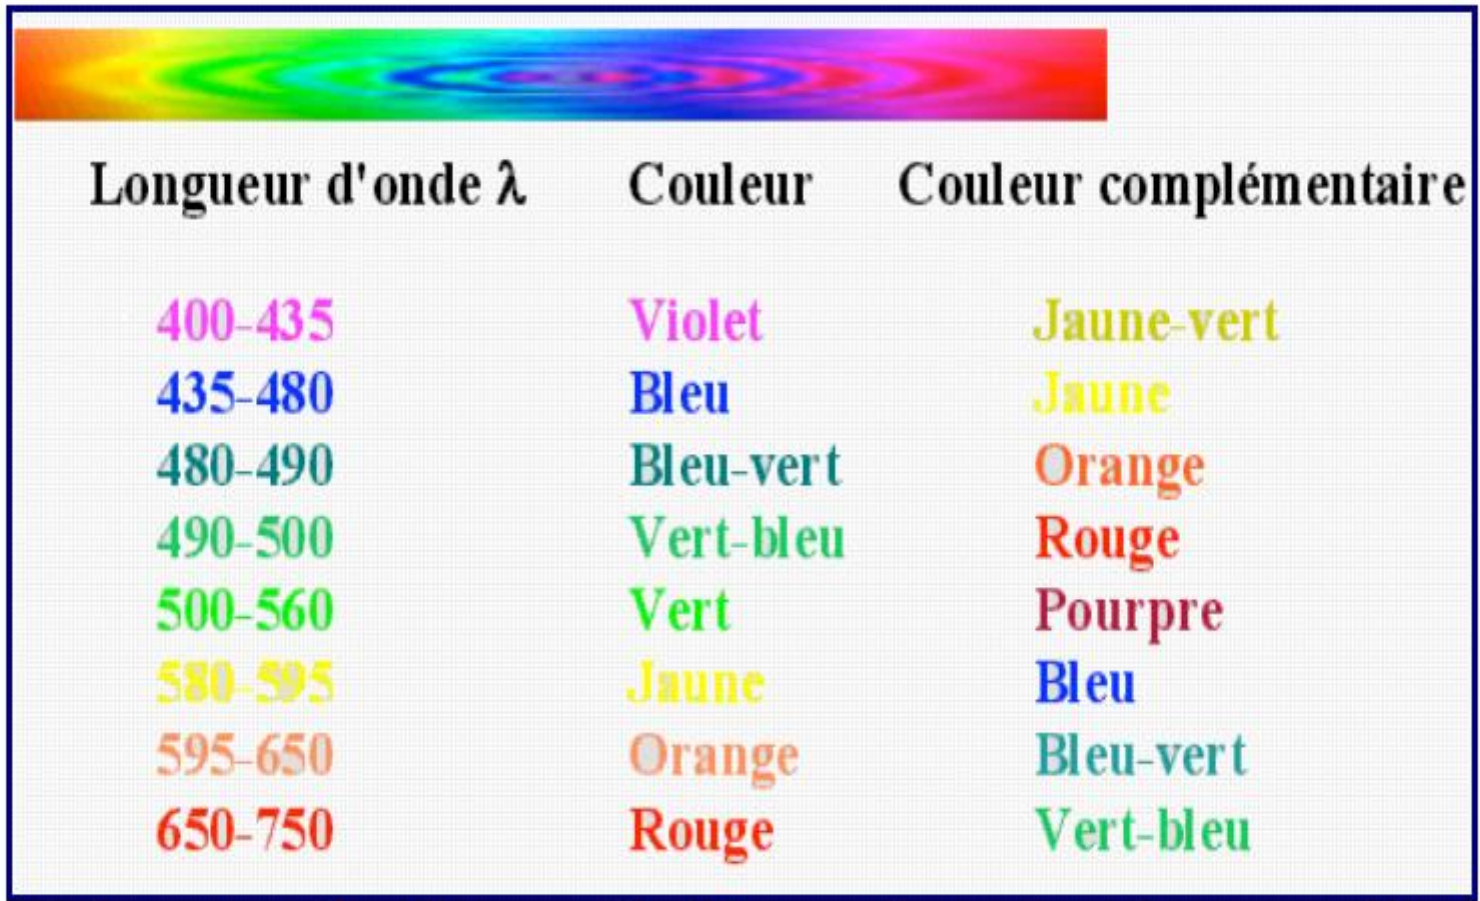 Longueur d'onde λ Couleur Couleur complémentaire
400-435 Violet Jaune-vert
435-480 Bleu Jaune
480-490 Bleu-vert Orange
490-500 Vert-bleu Rouge
500-560 Vert Pourpre
580-595 Jaune Bleu
595-650 Orange Bleu-vert
650-750 Rouge Vert-bleu